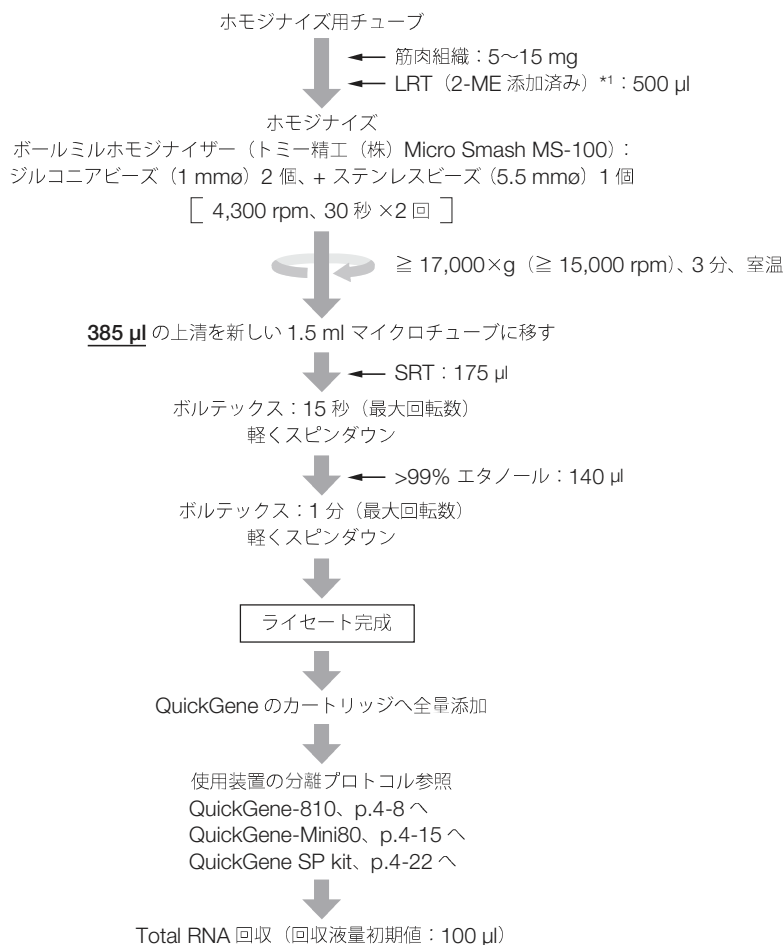 ホモジナイズ用チューブ
筋肉組織：5～15 mg
LRT（2-ME 添加済み）*1：500 µl
ホモジナイズ
ボールミルホモジナイザー（トミー精工（株）Micro Smash MS-100）：
ジルコニアビーズ（1 mmø）2 個、+ ステンレスビーズ（5.5 mmø）1 個
[ 4,300 rpm、30 秒 ×2 回 ]
≧ 17,000×g（≧ 15,000 rpm）、3 分、室温
385 µl の上清を新しい 1.5 ml マイクロチューブに移す
SRT：175 µl
ボルテックス：15 秒（最大回転数）
軽くスピンダウン
>99% エタノール：140 µl
ボルテックス：1 分（最大回転数）
軽くスピンダウン
ライセート完成
QuickGene のカートリッジへ全量添加
使用装置の分離プロトコル参照
QuickGene-810、p.4-8 へ
QuickGene-Mini80、p.4-15 へ
QuickGene SP kit、p.4-22 へ
Total RNA 回収（回収液量初期値：100 µl）